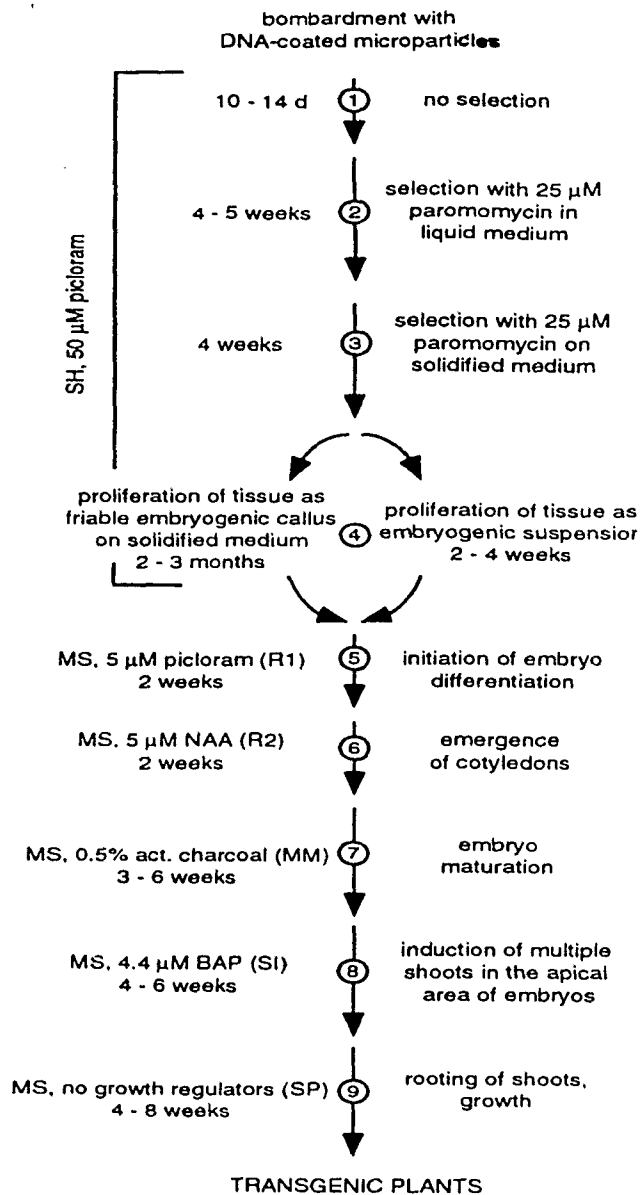 bombardment with
DNA-coated microparticles
10 - 14 d
1
no selection
4 - 5 weeks
2
selection with 25 µM
paromomycin in
liquid medium
SH, 50 µM picloram
4 weeks
3
selection with 25 µM
paromomycin on
solidified medium
proliferation of tissue as
friable embryogenic callus
on solidified medium
2 - 3 months
4
proliferation of tissue as
embryogenic suspension
2 - 4 weeks
MS, 5 µM picloram (R1)
2 weeks
5
initiation of embryo
differentiation
MS, 5 µM NAA (R2)
2 weeks
6
emergence
of cotyledons
MS, 0.5% act. charcoal (MM)
3 - 6 weeks
7
embryo
maturation
MS, 4.4 µM BAP (SI)
4 - 6 weeks
8
induction of multiple
shoots in the apical
area of embryos
MS, no growth regulators (SP)
4 - 8 weeks
9
rooting of shoots,
growth
TRANSGENIC PLANTS